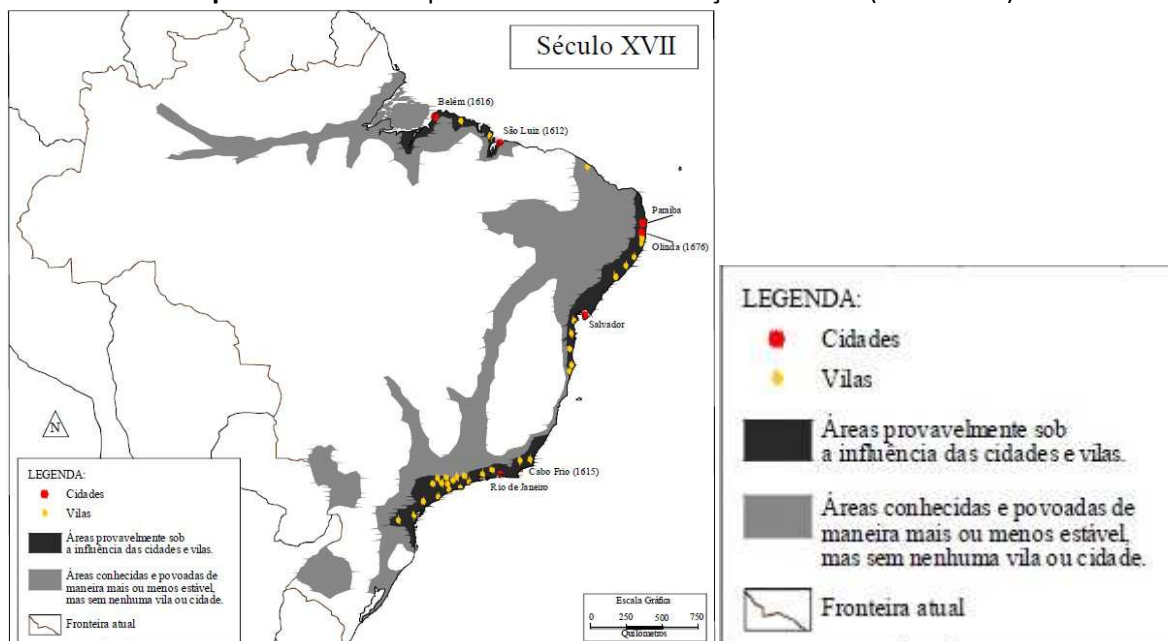 Século XVII
Belém (1616)
São Luiz (1612)
Paraíba
Olinda (1676)
Salvador
Cabo Frio (1615)
Rio de Janeiro
N
LEGENDA:
Cidades
Vilas
Áreas provavelmente sob
a influência das cidades e vilas.
Áreas conhecidas e povoadas de
maneira mais ou menos estável,
mas sem nenhuma vila ou cidade.
Fronteira atual
Escala Gráfica
0 250 500 750
Quilômetros
LEGENDA:
Cidades
Vilas
Áreas provavelmente sob
a influência das cidades e vilas.
Áreas conhecidas e povoadas de
maneira mais ou menos estável,
mas sem nenhuma vila ou cidade.
Fronteira atual